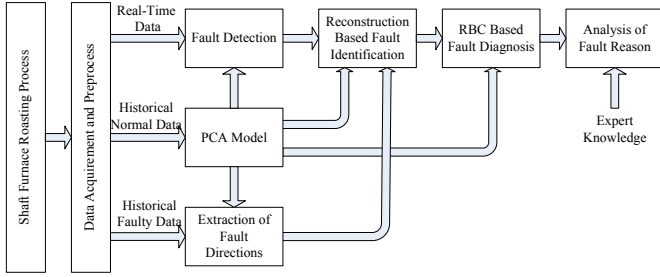 Shaft Furnace Roasting Process
Data Acquirement and Preprocess
Real-Time
Data
Fault Detection
Reconstruction
Based Fault
Identification
RBC Based
Fault Diagnosis
Analysis of
Fault Reason
Historical
Normal Data
PCA Model
Expert
Knowledge
Historical
Faulty Data
Extraction of
Fault
Directions